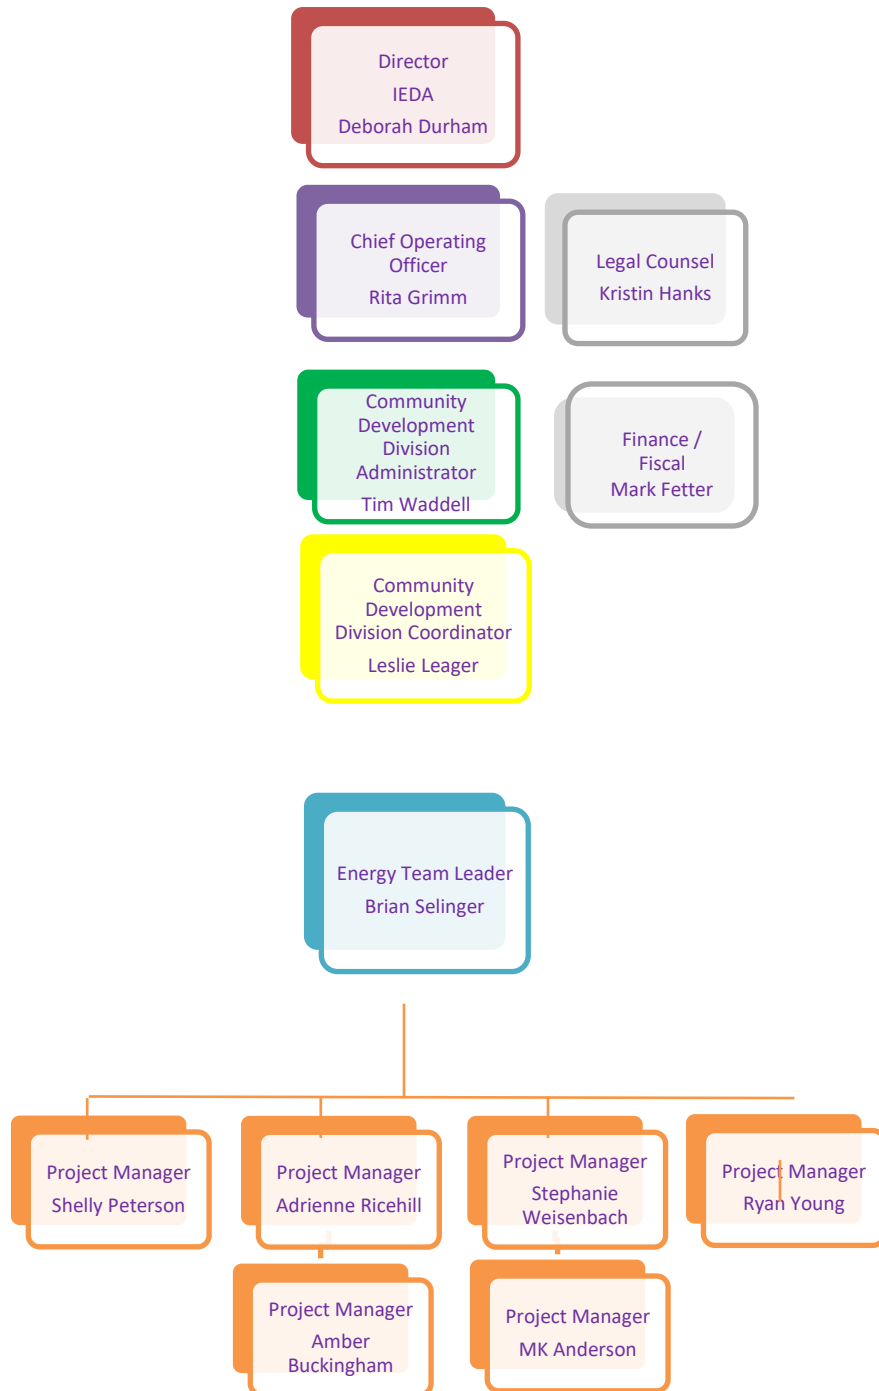 Director
IEDA
Deborah Durham
Chief Operating
Officer
Rita Grimm
Legal Counsel
Kristin Hanks
Community
Development
Division
Administrator
Tim Waddell
Finance /
Fiscal
Mark Fetter
Community
Development
Division Coordinator
Leslie Leager
Energy Team Leader
Brian Selinger
Project Manager
Shelly Peterson
Project Manager
Adrienne Ricehill
Project Manager
Stephanie
Weisenbach
Project Manager
Ryan Young
Project Manager
Amber
Buckingham
Project Manager
MK Anderson